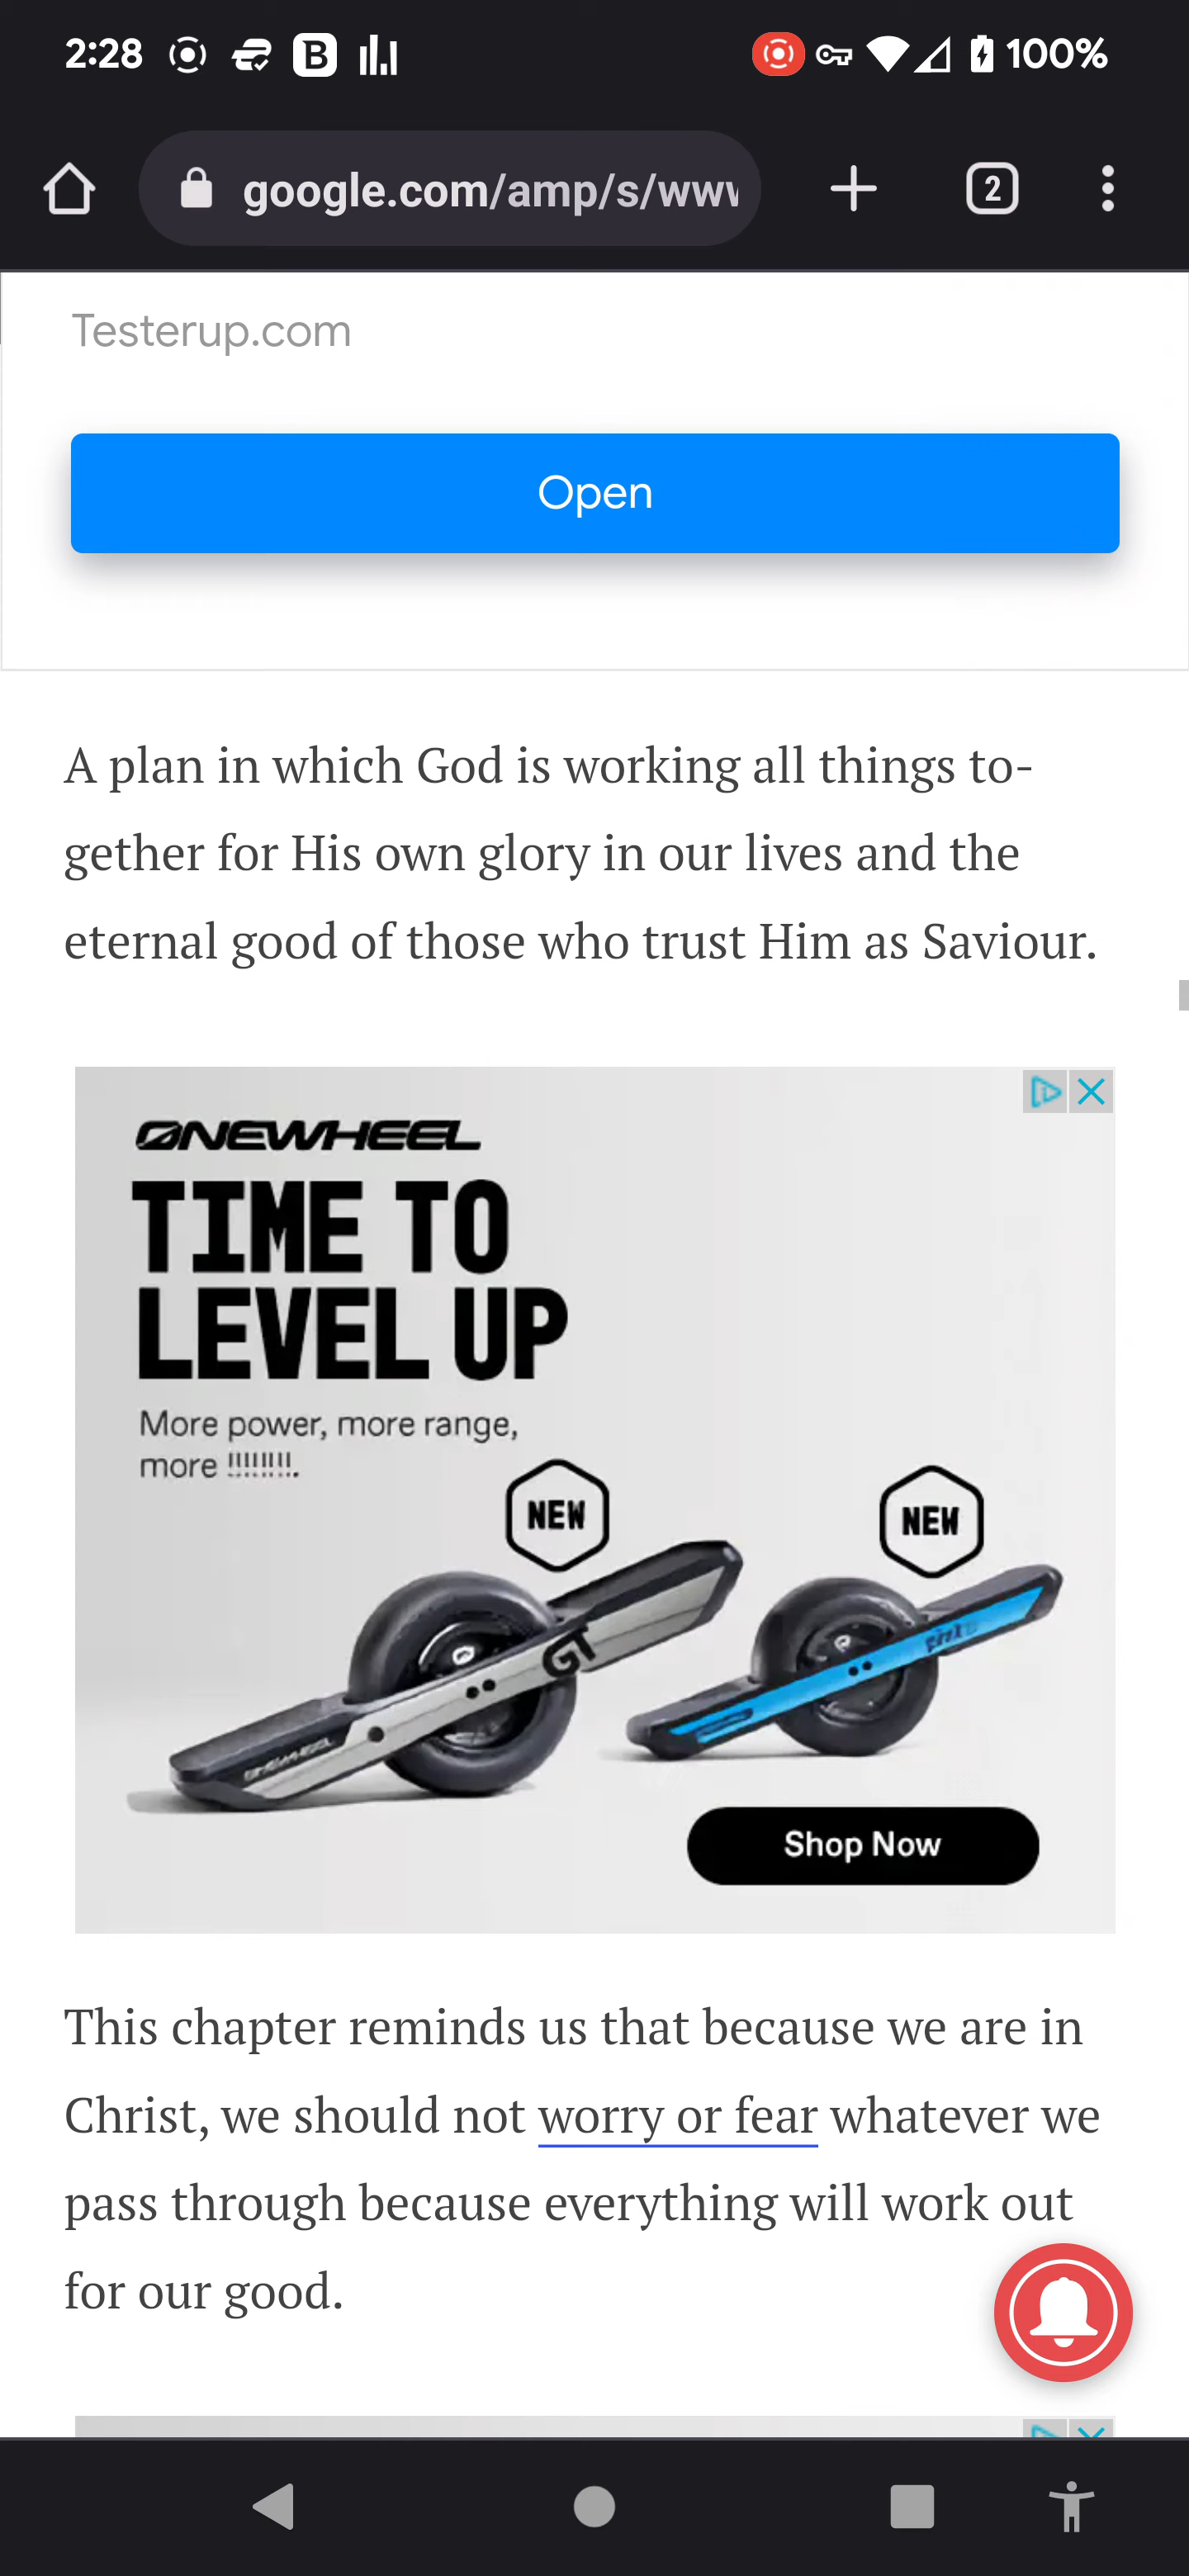 2:28 B 100%
google.com/amp/s/www
2
Testerup.com
Open
A plan in which God is working all things to-
gether for His own glory in our lives and the
eternal good of those who trust Him as Saviour.
ONEWHEEL
TIME TO
LEVEL UP
More power, more range,
more !!!!!!!!.
NEW
NEW
GT
ONEWHEEL
Shop Now
This chapter reminds us that because we are in
Christ, we should not worry or fear whatever we
pass through because everything will work out
for our good.